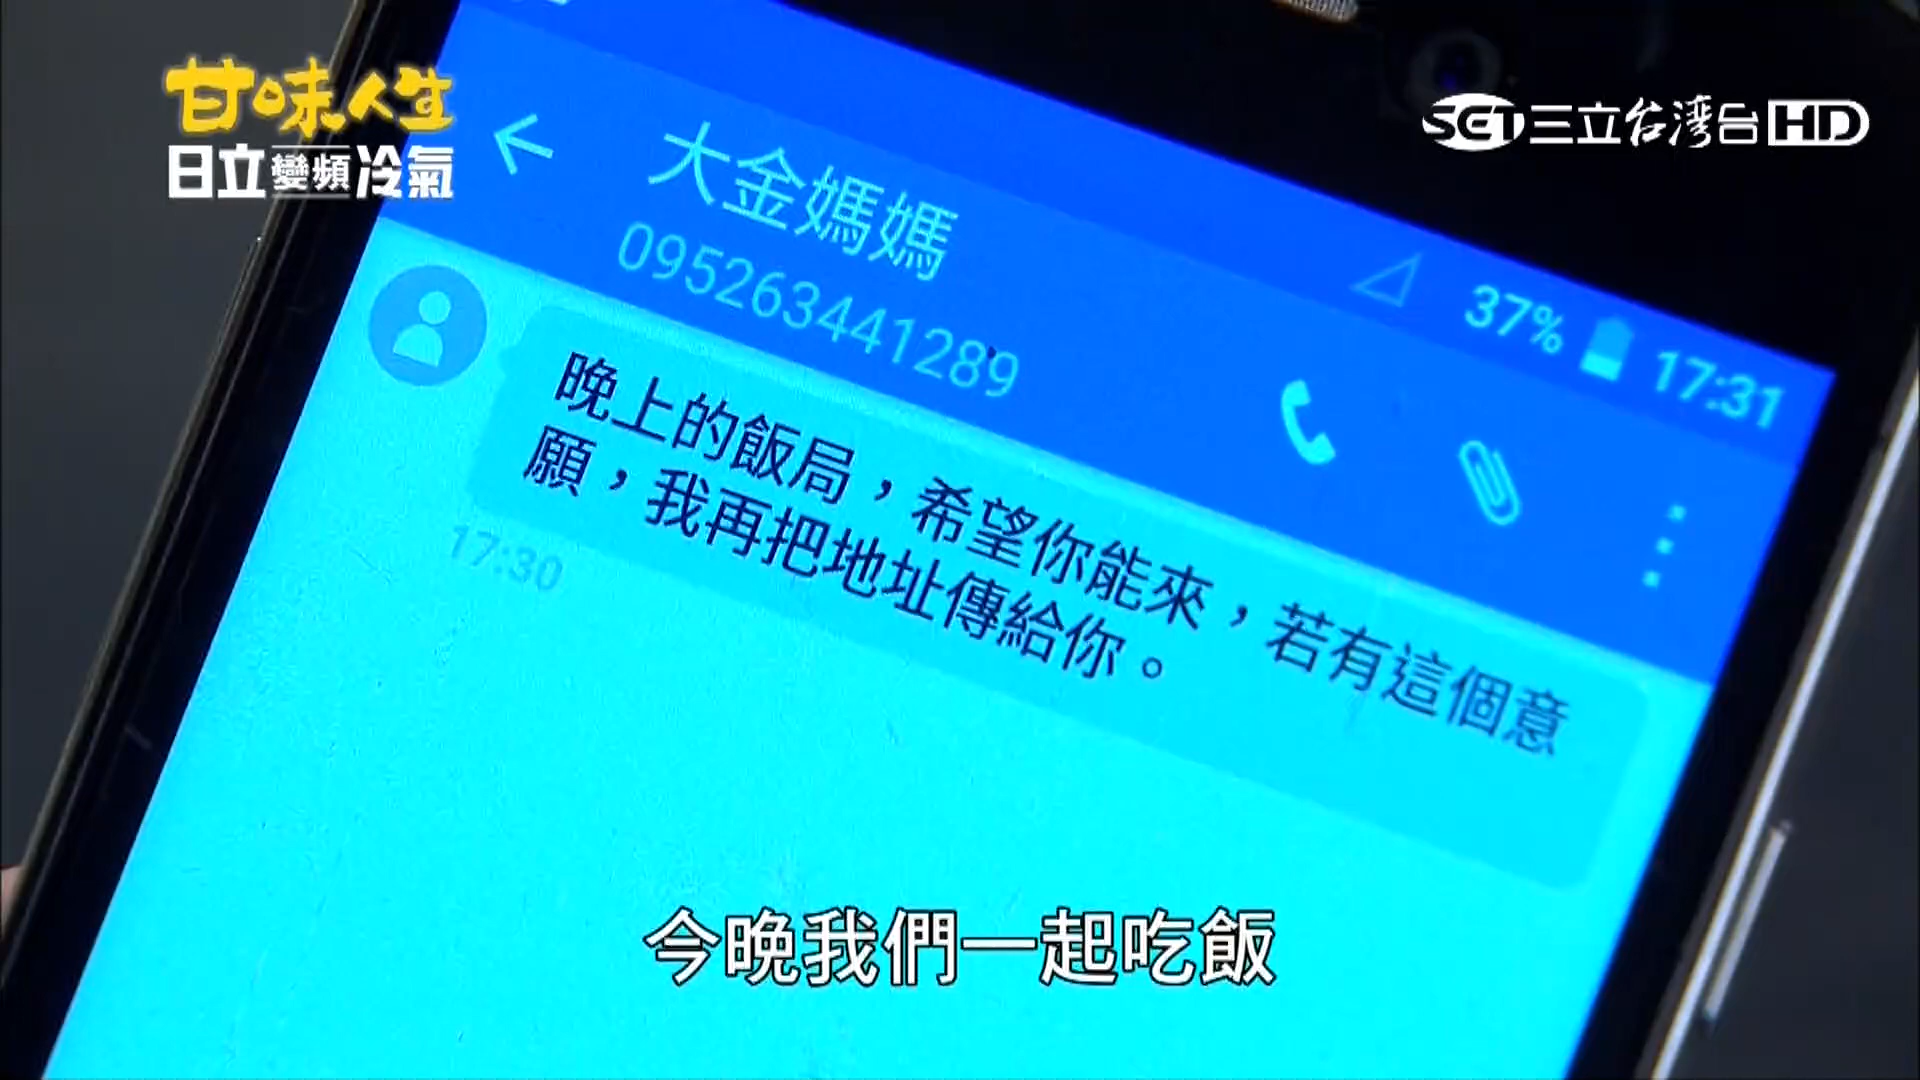 甘味人生
日立變頻冷氣
SET三立台灣台HD
37% 17:31
大金媽媽
095263441289
晚上的飯局，希望你能來，若有這個意
願，我再把地址傳給你。
17:30
今晚我們一起吃飯